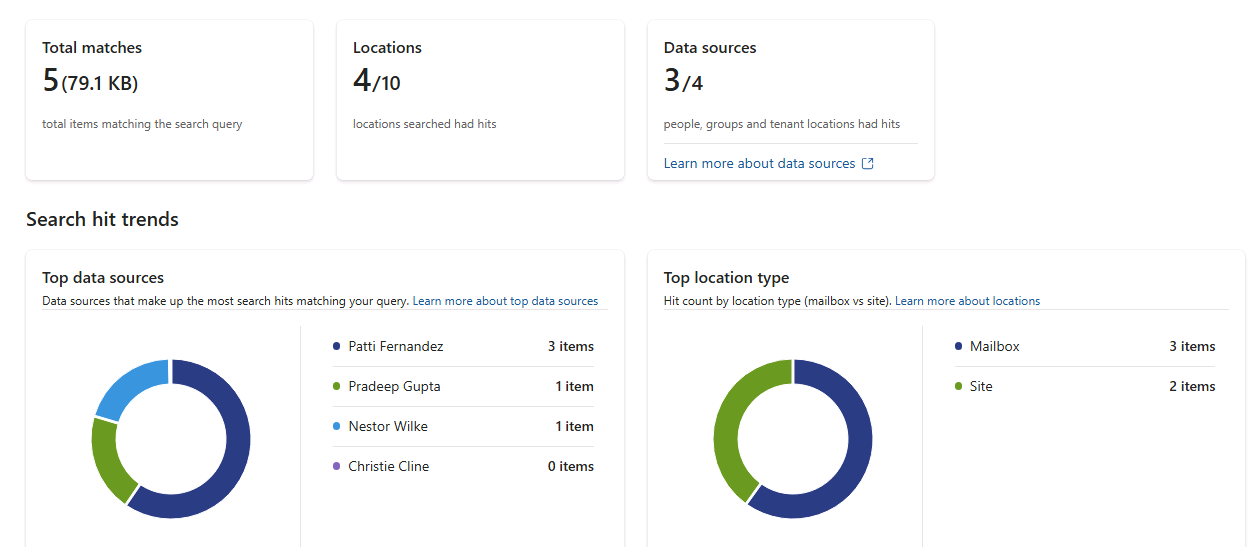 Total matches
5(79.1 KB)
total items matching the search query
Locations
4/10
locations searched had hits
Data sources
3/4
people, groups and tenant locations had hits
Learn more about data sources
Search hit trends
Top data sources
Data sources that make up the most search hits matching your query. Learn more about top data sources
Patti Fernandez 3 items
Pradeep Gupta 1 item
Nestor Wilke 1 item
Christie Cline 0 items
Top location type
Hit count by location type (mailbox vs site). Learn more about locations
Mailbox 3 items
Site 2 items